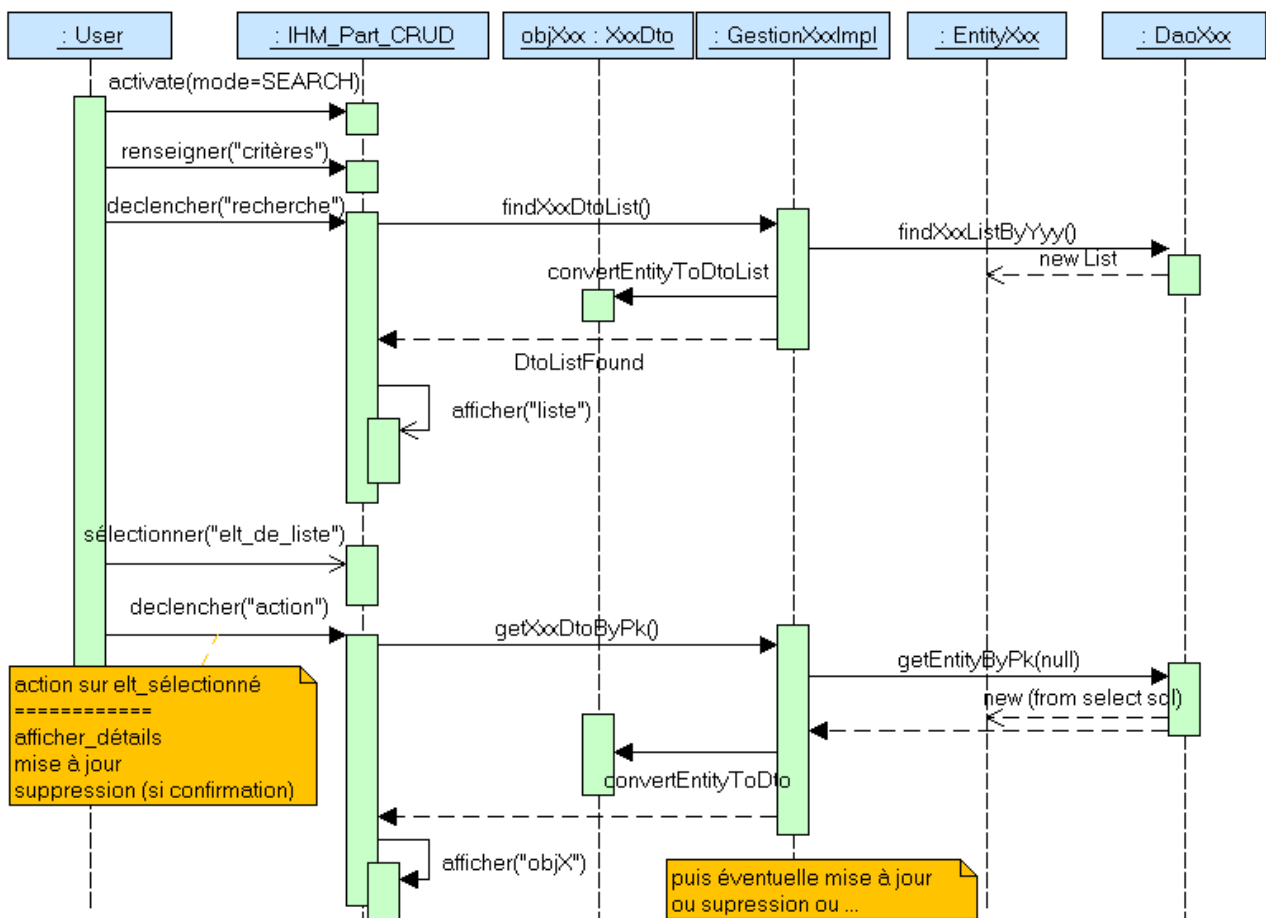 : User
: IHM_Part_CRUD
objXxx : XxxDto
: GestionXxxImpl
: EntityXxx
: DaoXxx
activate(mode=SEARCH)
renseigner("critères")
declencher("recherche")
findXxxDtoList()
findXxxListByYyy()
new List
convertEntityToDtoList
DtoListFound
afficher("liste")
sélectionner("elt_de_liste")
declencher("action")
getXxxDtoByPk()
getEntityByPk(null)
new (from select sql)
action sur elt_sélectionné
============
afficher_détails
mise à jour
suppression (si confirmation)
convertEntityToDto
afficher("objX")
puis éventuelle mise à jour
ou supression ou ...